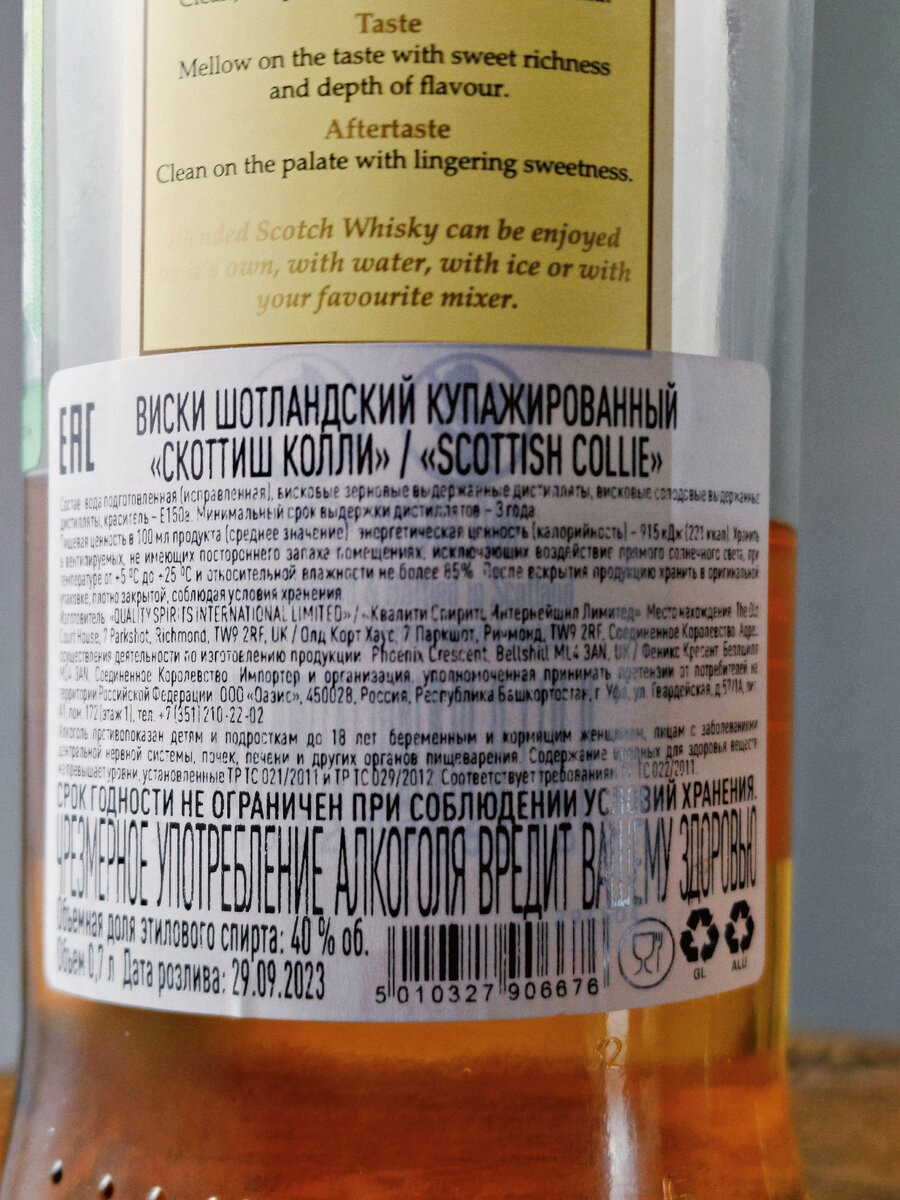 Taste
Mellow on the taste with sweet richness
and depth of flavour.
Aftertaste
Clean on the palate with lingering sweetness.
Scotch Whisky can be enjoyed
it's own, with water, with ice or with
your favourite mixer.
EAC
ВИСКИ ШОТЛАНДСКИЙ КУПАЖИРОВАННЫЙ
«СКОТТИШ КОЛЛИ» / «SCOTTISH COLLIE»
Состав: вода подготовленная (исправленная), висковые зерновые выдержанные дистилляты, висковые солодовые выдержанные
дистилляты, краситель – Е150а. Минимальный срок выдержки дистиллятов – 3 года.
Пищевая ценность в 100 мл продукта (среднее значение): энергетическая ценность (калорийность) – 915 кДж (221 ккал). Хранить
в вентилируемых, не имеющих постороннего запаха помещениях, исключающих воздействие прямого солнечного света, при
температуре от +5 °С до +25 °С и относительной влажности не более 85%. После вскрытия продукцию хранить в оригинальной
упаковке, плотно закрытой, соблюдая условия хранения.
Изготовитель: «QUALITY SPIRITS INTERNATIONAL LIMITED» / «Квалити Спиритс Интернейшнл Лимитед». Место нахождения: The Old
Court House, 7 Parkshot, Richmond, TW9 2RF, UK / Олд Корт Хаус, 7 Паркшот, Ричмонд, TW9 2RF, Соединенное Королевство. Адрес
осуществления деятельности по изготовлению продукции: Phoenix Crescent, Bellshill ML4 3AN, UK / Феникс Кресент Беллшилл
ML4 3AN, Соединенное Королевство. Импортер и организация, уполномоченная принимать претензии от потребителей на
территории Российской Федерации: ООО «Оазис», 450028, Россия, Республика Башкортостан, г. Уфа, ул. Гвардейская, д. 57/1А, лит.
А1, пом. 172 (этаж 1), тел. +7 (351) 210-22-02
Алкоголь противопоказан детям и подросткам до 18 лет, беременным и кормящим женщинам, лицам с заболеваниями
центральной нервной системы, почек, печени и других органов пищеварения. Содержание вредных для здоровья веществ
не превышает уровни, установленные ТР ТС 021/2011 и ТР ТС 029/2012. Соответствует требованиям ТР ТС 022/2011.
СРОК ГОДНОСТИ НЕ ОГРАНИЧЕН ПРИ СОБЛЮДЕНИИ УСЛОВИЙ ХРАНЕНИЯ.
ЧРЕЗМЕРНОЕ УПОТРЕБЛЕНИЕ АЛКОГОЛЯ ВРЕДИТ ВАШЕМУ ЗДОРОВЬЮ
Объемная доля этилового спирта: 40 % об.
Объем 0,7 л Дата розлива: 29.09.2023
5 010327 906676
GL ALU
32